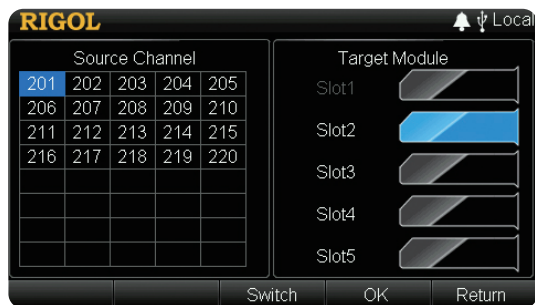 RIGOL Local
Source Channel
201 202 203 204 205
206 207 208 209 210
211 212 213 214 215
216 217 218 219 220
Target Module
Slot1
Slot2
Slot3
Slot4
Slot5
Switch OK Return